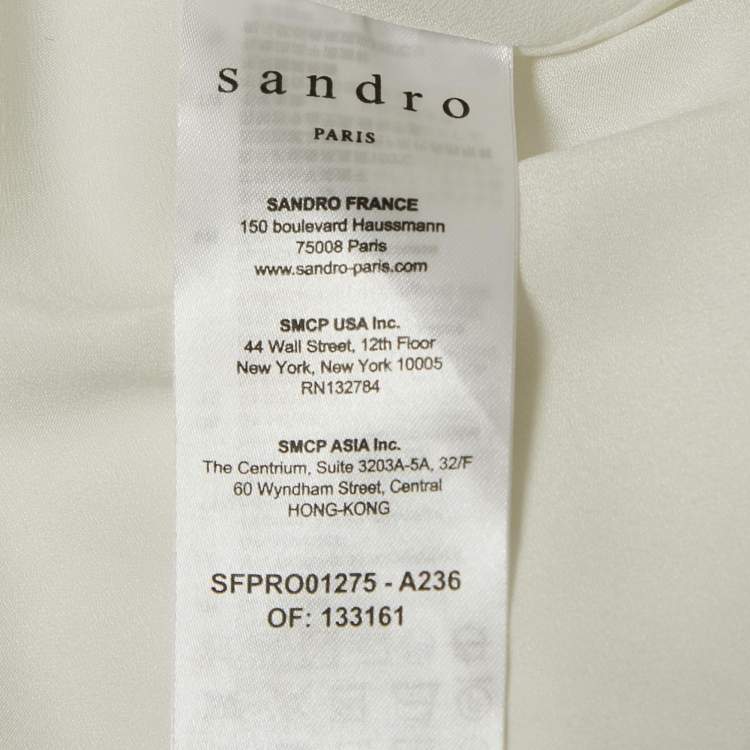 sandro
PARIS
SANDRO FRANCE
150 boulevard Haussmann
75008 Paris
www.sandro-paris.com
SMCP USA Inc.
44 Wall Street, 12th Floor
New York, New York 10005
RN132784
SMCP ASIA Inc.
The Centrium, Suite 3203A-5A, 32/F
60 Wyndham Street, Central
HONG-KONG
SFPRO01275 - A236
OF: 133161